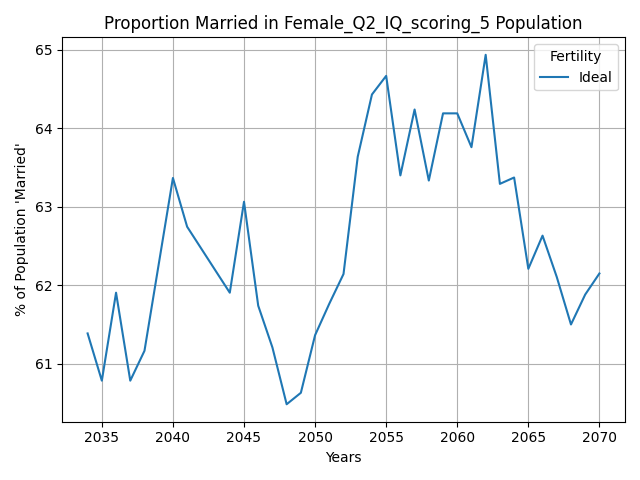 Proportion Married in Female_Q2_IQ_scoring_5 Population
Fertility
Ideal
% of Population 'Married'
65
64
63
62
61
2035 2040 2045 2050 2055 2060 2065 2070
Years